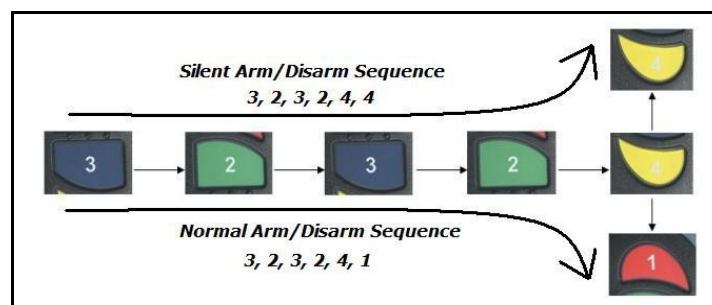 4
Silent Arm/Disarm Sequence
3, 2, 3, 2, 4, 4
3
2
3
2
4
Normal Arm/Disarm Sequence
3, 2, 3, 2, 4, 1
1